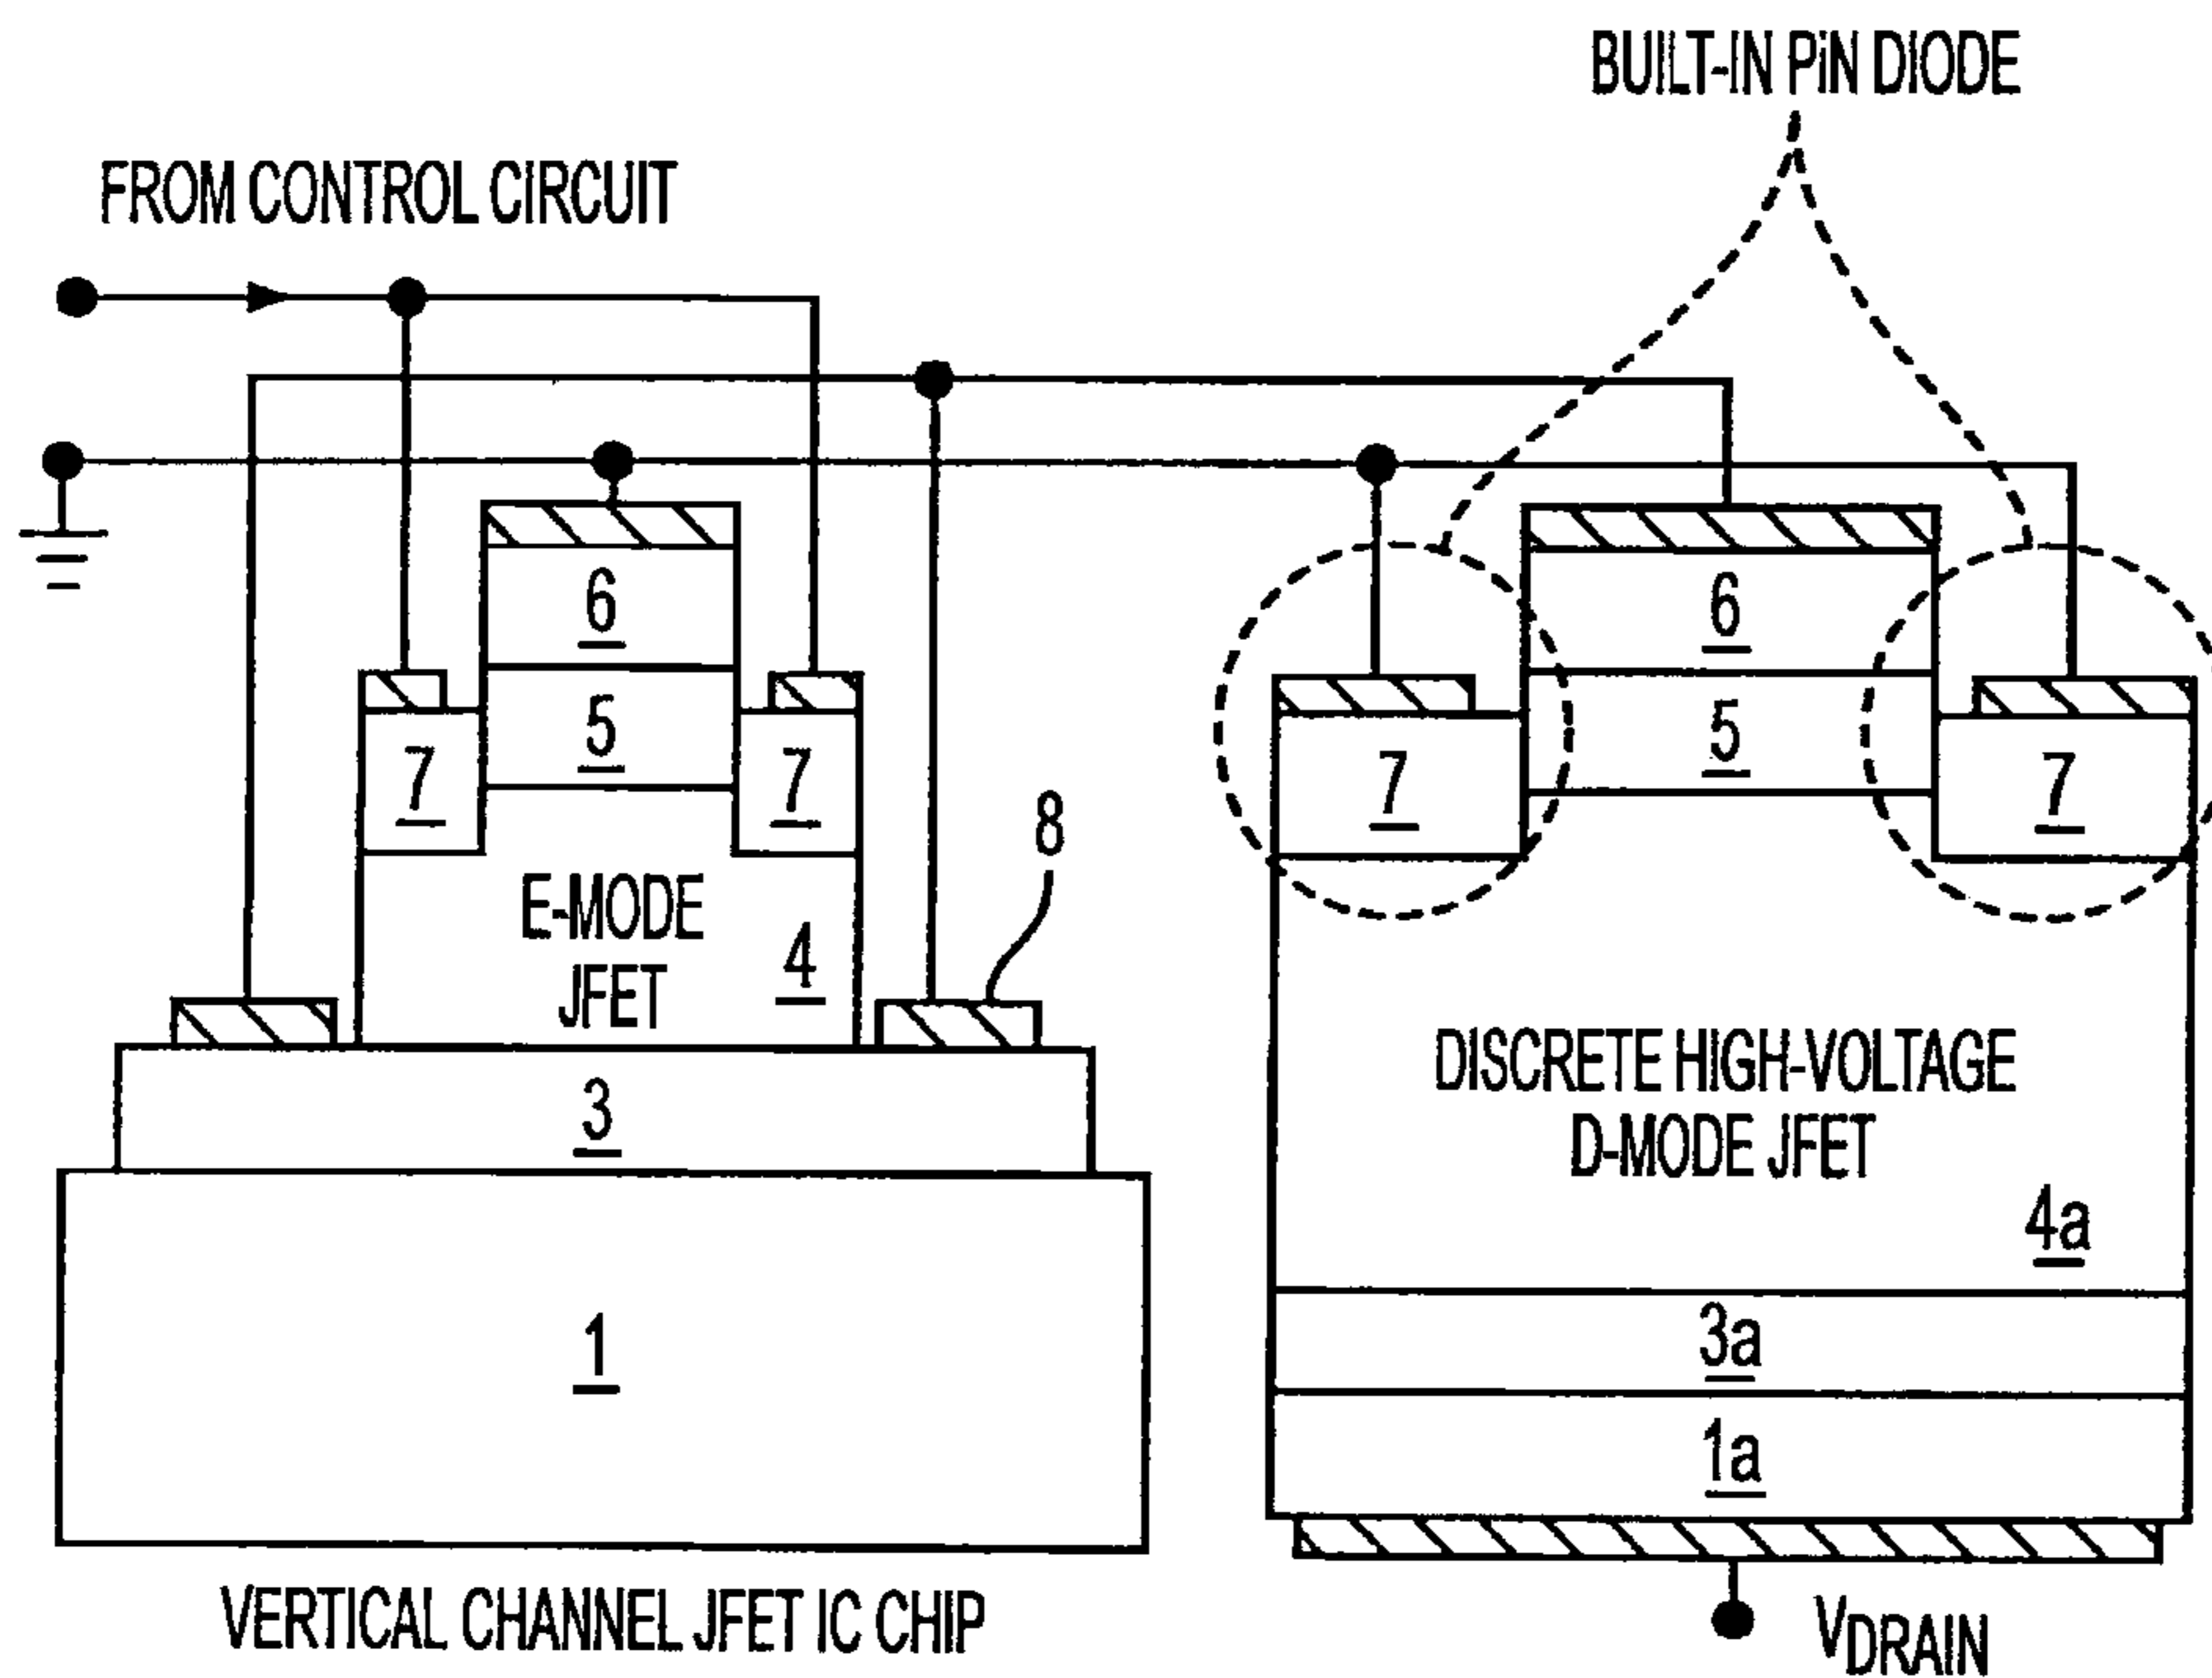 BUILT-IN PiN DIODE
FROM CONTROL CIRCUIT
6
5
7
7
E-MODE
JFET
4
8
3
1
VERTICAL CHANNEL JFET IC CHIP
6
5
7
7
DISCRETE HIGH-VOLTAGE
D-MODE JFET
4a
3a
1a
VDRAIN